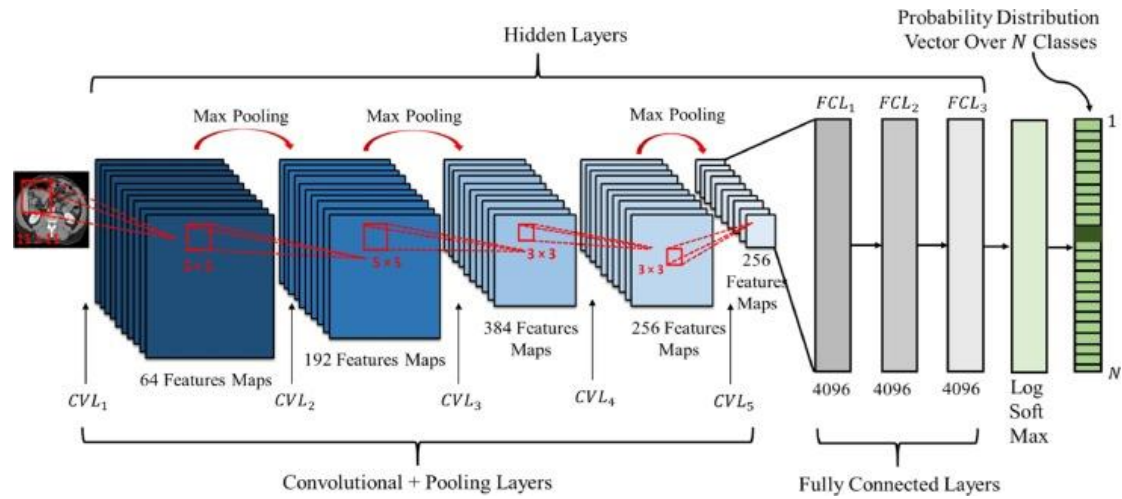 Probability Distribution
Vector Over N Classes
Hidden Layers
Max Pooling
Max Pooling
Max Pooling
FCL₁
FCL₂
FCL₃
1
5 × 5
3 × 3
3 × 3
64 Features Maps
192 Features Maps
384 Features
Maps
256 Features
Maps
256
Features
Maps
CVL₁
CVL₂
CVL₃
CVL₄
CVL₅
4096
4096
4096
Log
Soft
Max
N
Convolutional + Pooling Layers
Fully Connected Layers